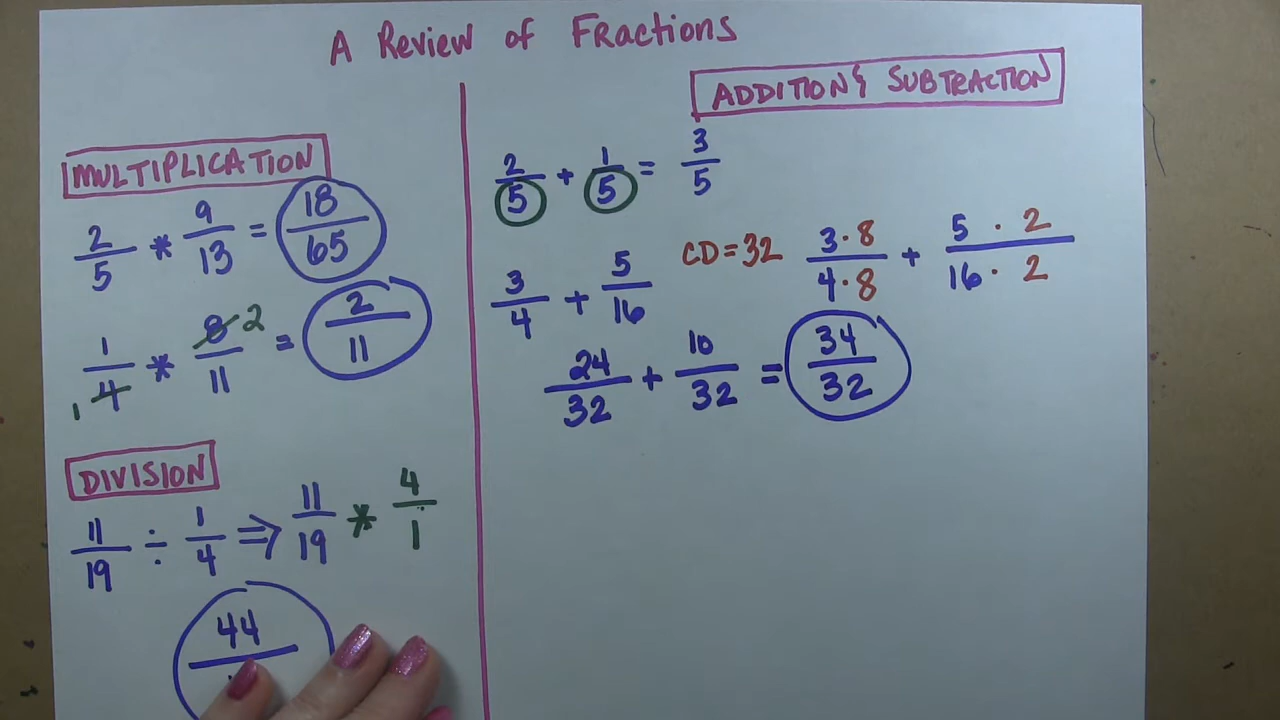 A Review of Fractions
MULTIPLICATION
2/5 * 9/13 = 18/65
1/4 1 * 8/11 2 = 2/11
DIVISION
11/19 ÷ 1/4 ⇒ 11/19 * 4/1
44
ADDITION & SUBTRACTION
2/5 + 1/5 = 3/5
3/4 + 5/16 CD = 32 3·8/4·8 + 5·2/16·2
24/32 + 10/32 = 34/32